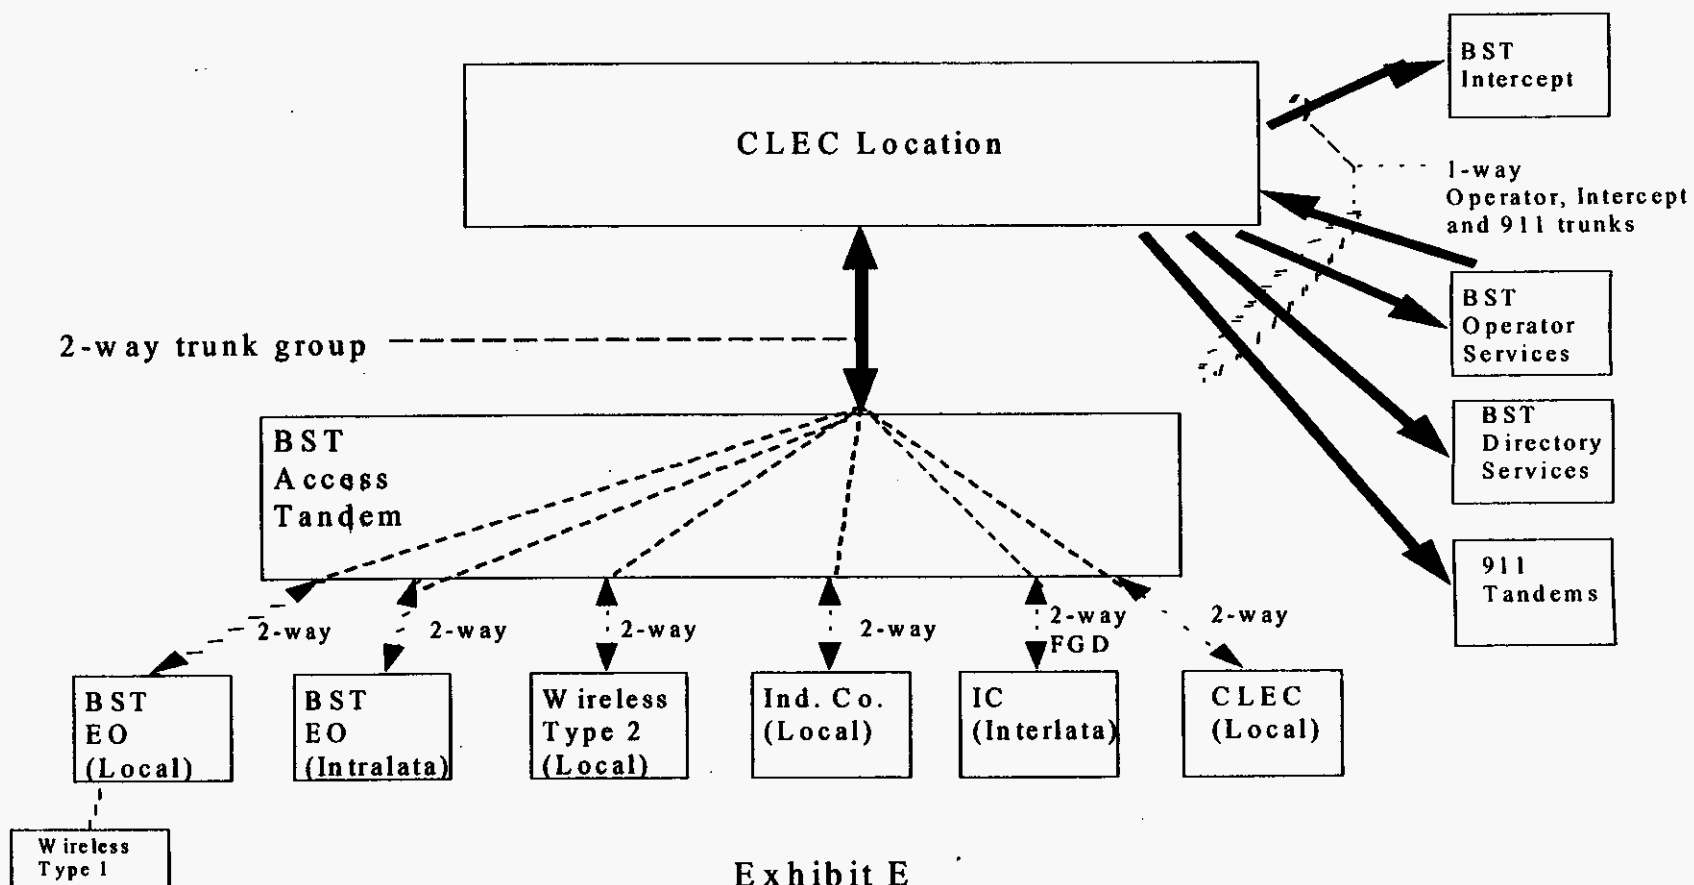 BST
Intercept
CLEC Location
1-way
Operator, Intercept
and 911 trunks
BST
Operator
Services
2-way trunk group
BST
Directory
Services
BST
Access
Tandem
911
Tandems
2-way
2-way
2-way
2-way
2-way
FGD
2-way
BST
EO
(Local)
BST
EO
(Intralata)
Wireless
Type 2
(Local)
Ind. Co.
(Local)
IC
(Interlata)
CLEC
(Local)
Wireless
Type 1
Exhibit E